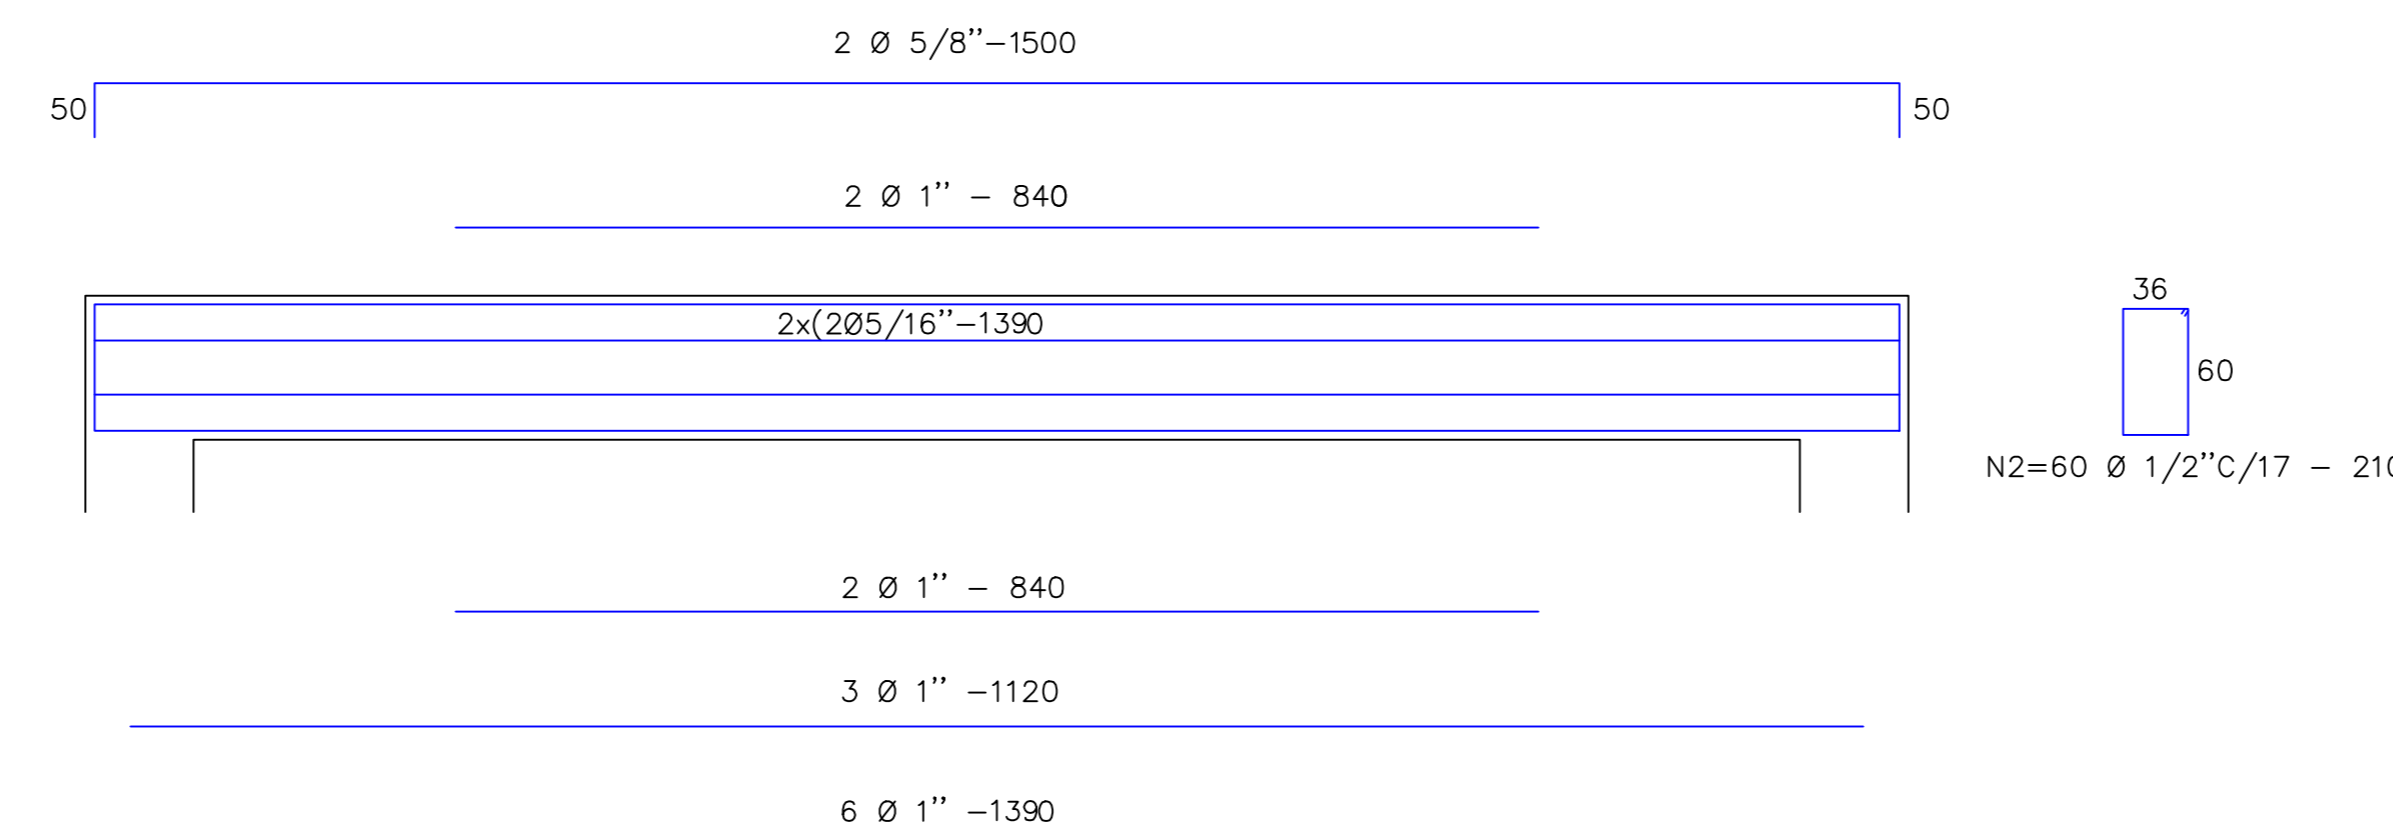 2 Ø 5/8”–1500
50
50
2 Ø 1” – 840
2x(2Ø5/16”–1390
36
60
N2=60 Ø 1/2”C/17 – 210
2 Ø 1” – 840
3 Ø 1” –1120
6 Ø 1” –1390